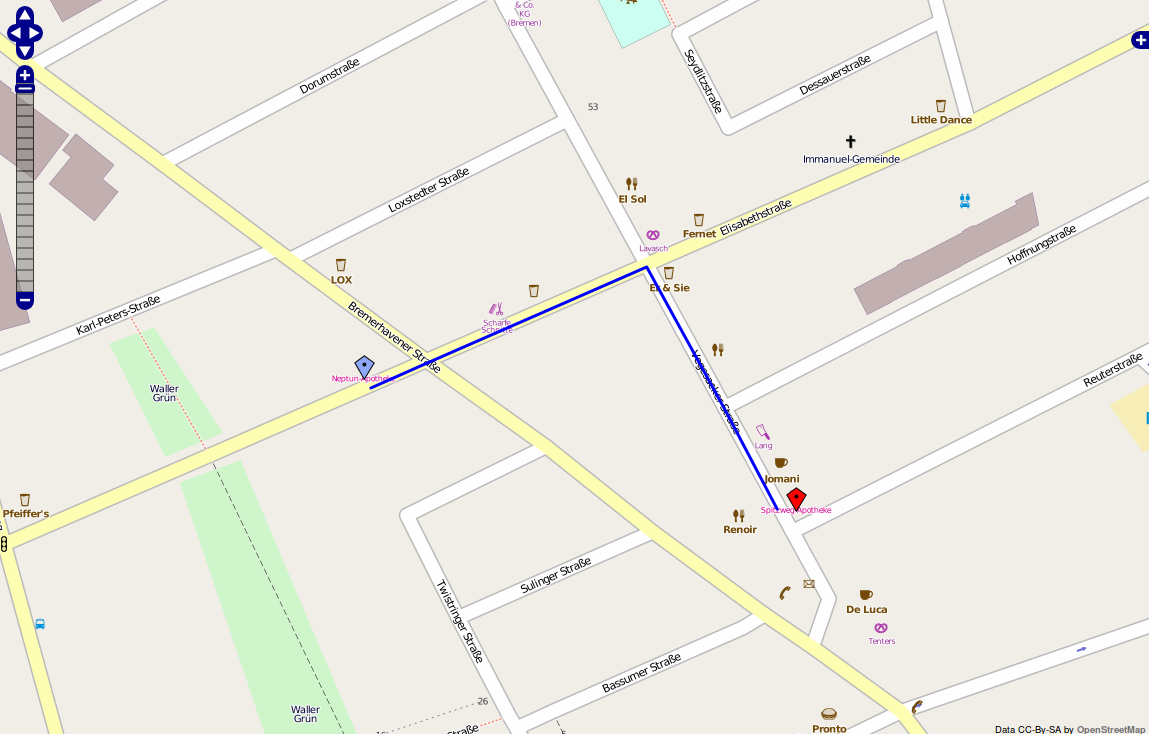 & Co.
KG
(Bremen)
Dorumstraße
Seydlitzstraße
Dessauerstraße
53
Little Dance
Immanuel-Gemeinde
Loxstedter Straße
El Sol
Fernet
Elisabethstraße
Lavasch
Hoffnungstraße
LOX
Er & Sie
Karl-Peters-Straße
Bremerhavener Straße
Scharfe
Neptun-Apotheke
Waller
Grün
Vegesacker Straße
Reuterstraße
Lang
Jomani
Pfeiffer's
Spitzweg Apotheke
Renoir
Sulinger Straße
Twistringer Straße
De Luca
Tenters
Bassumer Straße
26
Waller
Grün
Pronto
Data CC-By-SA by OpenStreetMap